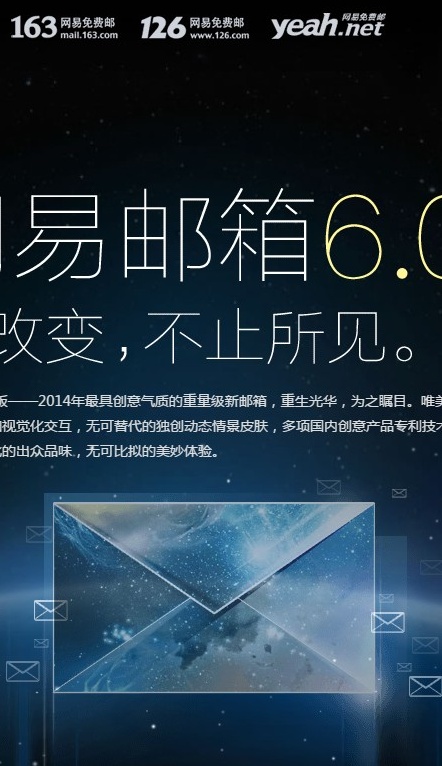 163 网易免费邮 mail.163.com 126 网易免费邮 www.126.com yeah.net 网易免费邮
易邮箱6.
改变，不止所见。
版——2014年最具创意气质的重量级新邮箱，重生光华，为之瞩目。唯美
视觉化交互，无可替代的独创动态情景皮肤，多项国内创意产品专利技
的出众品味，无可比拟的美妙体验。